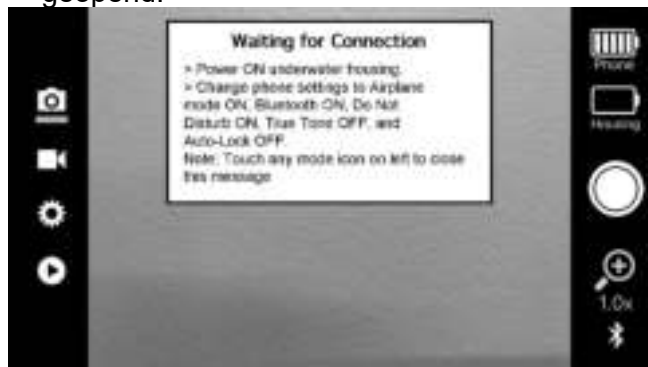 geopend.
Waiting for Connection
> Power ON underwater housing.
> Change phone settings to Airplane
mode ON, Bluetooth ON, Do Not
Disturb ON, True Tone OFF, and
Auto-Lock OFF.
Note: Touch any mode icon on left to close
this message
Phone
Housing
1.0x